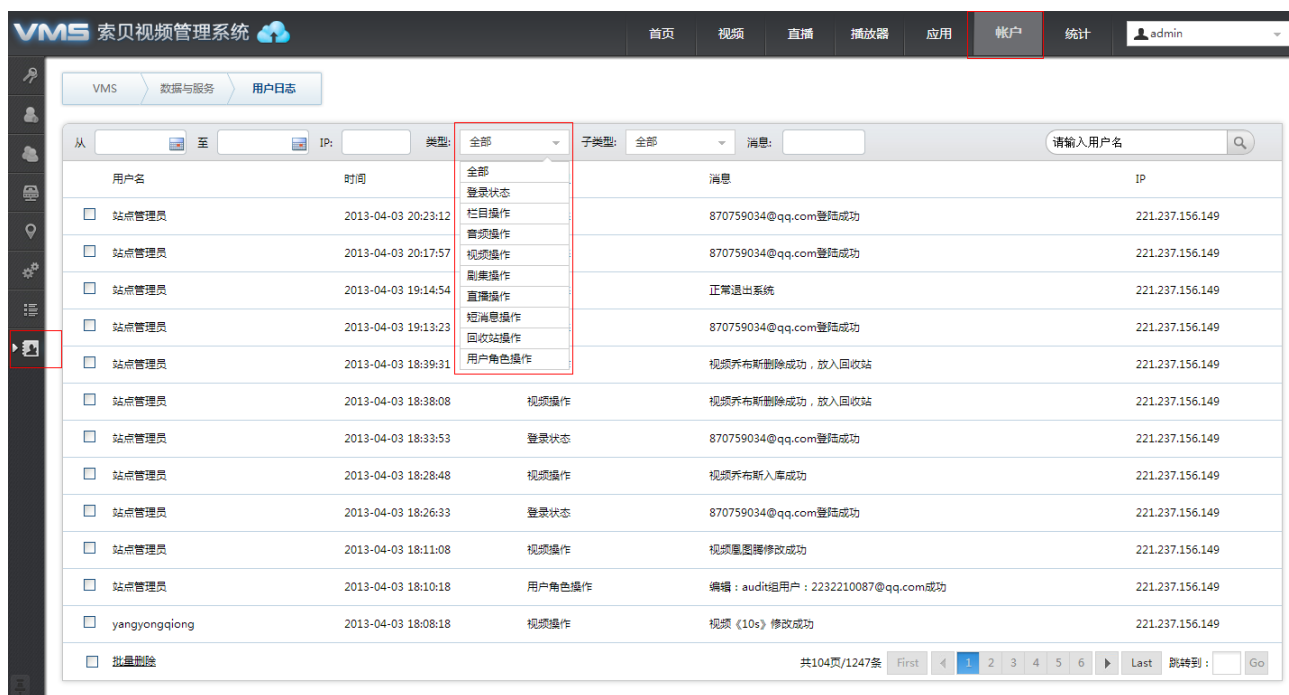 VMS 索贝视频管理系统 首页 视频 直播 播放器 应用 帐户 统计 admin
VMS 数据与服务 用户日志
从 至 IP: 类型: 全部 子类型: 全部 消息: 请输入用户名
全部
登录状态
栏目操作
音频操作
视频操作
剧集操作
直播操作
短消息操作
回收站操作
用户角色操作
用户名 时间 消息 IP
站点管理员 2013-04-03 20:23:12 870759034@qq.com登陆成功 221.237.156.149
站点管理员 2013-04-03 20:17:57 870759034@qq.com登陆成功 221.237.156.149
站点管理员 2013-04-03 19:14:54 正常退出系统 221.237.156.149
站点管理员 2013-04-03 19:13:23 870759034@qq.com登陆成功 221.237.156.149
站点管理员 2013-04-03 18:39:31 视频乔布斯删除成功，放入回收站 221.237.156.149
站点管理员 2013-04-03 18:38:08 视频操作 视频乔布斯删除成功，放入回收站 221.237.156.149
站点管理员 2013-04-03 18:33:53 登录状态 870759034@qq.com登陆成功 221.237.156.149
站点管理员 2013-04-03 18:28:48 视频操作 视频乔布斯入库成功 221.237.156.149
站点管理员 2013-04-03 18:26:33 登录状态 870759034@qq.com登陆成功 221.237.156.149
站点管理员 2013-04-03 18:11:08 视频操作 视频凰图腾修改成功 221.237.156.149
站点管理员 2013-04-03 18:10:18 用户角色操作 编辑：audit组用户：2232210087@qq.com成功 221.237.156.149
yangyongqiong 2013-04-03 18:08:18 视频操作 视频《10s》修改成功 221.237.156.149
批量删除 共104页/1247条 First 1 2 3 4 5 6 Last 跳转到： Go